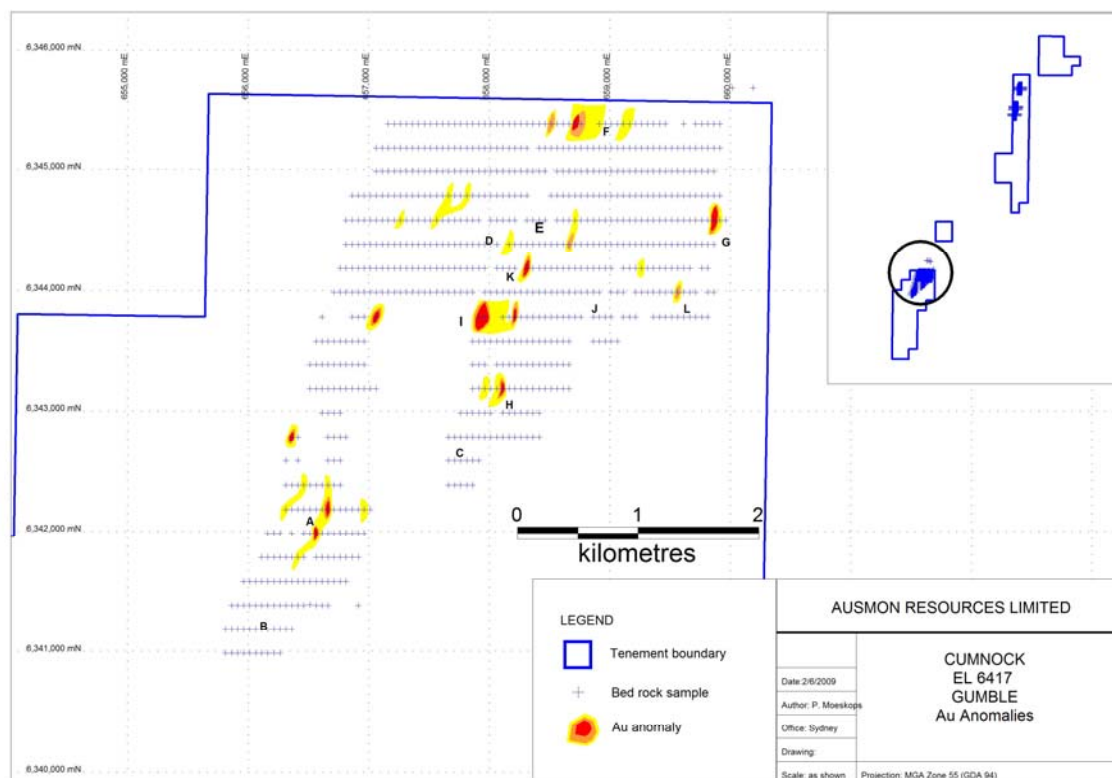 6,346,000 mN
655,000 mE
656,000 mE
657,000 mE
658,000 mE
659,000 mE
660,000 mE
F
6,345,000 mN
E
D
G
K
6,344,000 mN
I
J
L
6,343,000 mN
H
C
A
6,342,000 mN
0 1 2
kilometres
B
6,341,000 mN
6,340,000 mN
LEGEND
Tenement boundary
Bed rock sample
Au anomaly
AUSMON RESOURCES LIMITED
Date:2/6/2009
Author: P. Moeskops
Office: Sydney
Drawing:
Scale: as shown
CUMNOCK
EL 6417
GUMBLE
Au Anomalies
Projection: MGA Zone 55 (GDA 94)